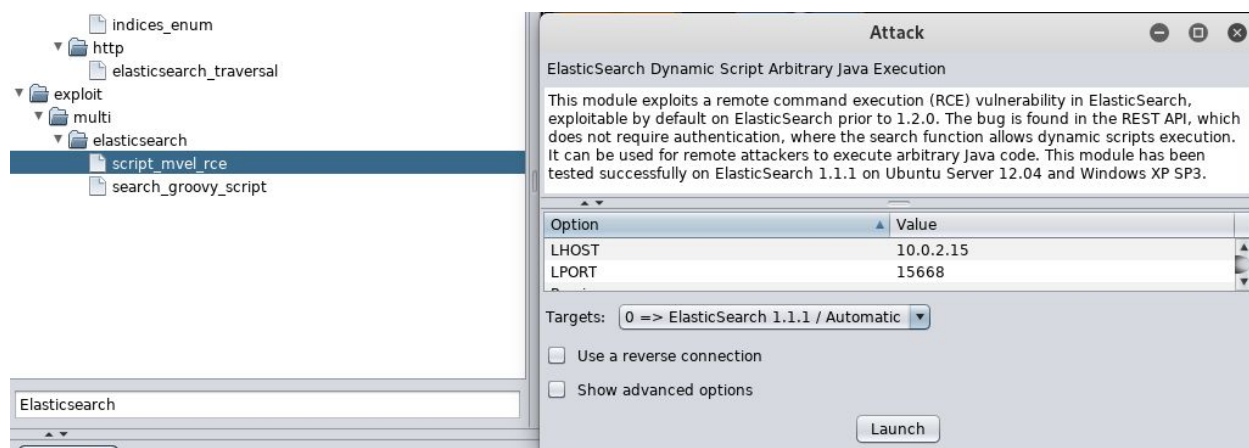 indices_enum
http
elasticsearch_traversal
exploit
multi
elasticsearch
script_mvel_rce
search_groovy_script
Elasticsearch
Attack
ElasticSearch Dynamic Script Arbitrary Java Execution
This module exploits a remote command execution (RCE) vulnerability in ElasticSearch,
exploitable by default on ElasticSearch prior to 1.2.0. The bug is found in the REST API, which
does not require authentication, where the search function allows dynamic scripts execution.
It can be used for remote attackers to execute arbitrary Java code. This module has been
tested successfully on ElasticSearch 1.1.1 on Ubuntu Server 12.04 and Windows XP SP3.
Option Value
LHOST 10.0.2.15
LPORT 15668
Targets: 0 => ElasticSearch 1.1.1 / Automatic
Use a reverse connection
Show advanced options
Launch